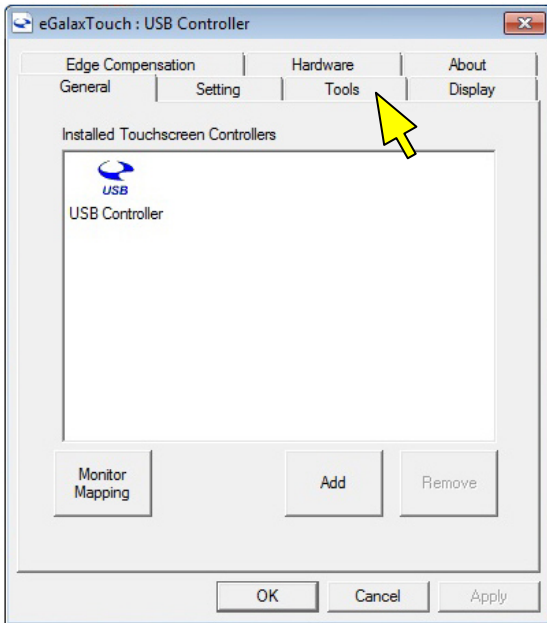 eGalaxTouch : USB Controller
Edge Compensation Hardware About
General Setting Tools Display
Installed Touchscreen Controllers
USB
USB Controller
Monitor
Mapping
Add
Remove
OK Cancel Apply